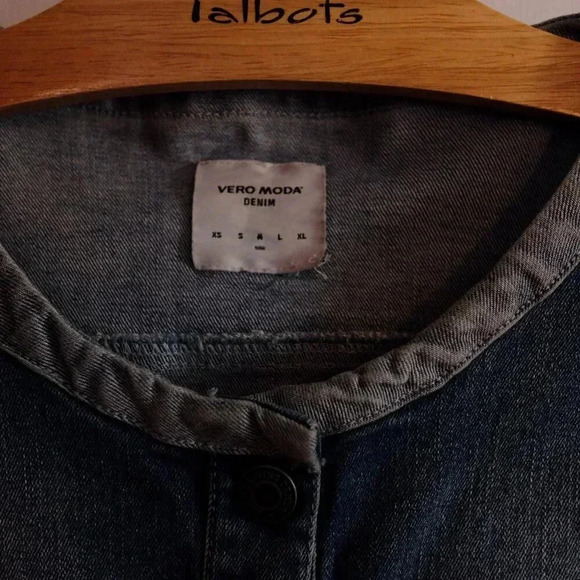 Talbots
VERO MODA
DENIM
XS S M L XL